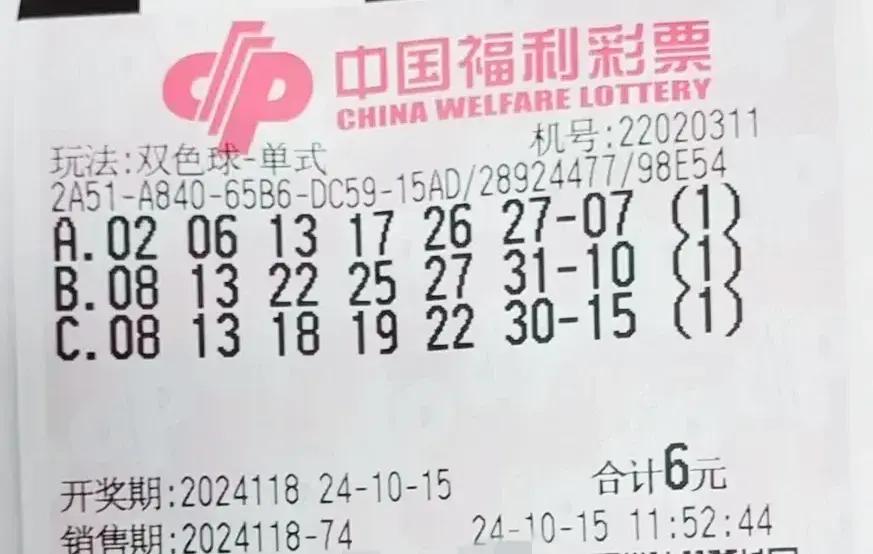 中国福利彩票
CHINA WELFARE LOTTERY
机号:22020311
玩法:双色球-单式
2A51-A840-65B6-DC59-15AD/28924477/98E54
A.02 06 13 17 26 27-07 (1)
B.08 13 22 25 27 31-10 (1)
C.08 13 18 19 22 30-15 (1)
合计6元
开奖期:2024118 24-10-15
销售期:2024118-74 24-10-15 11:52:44